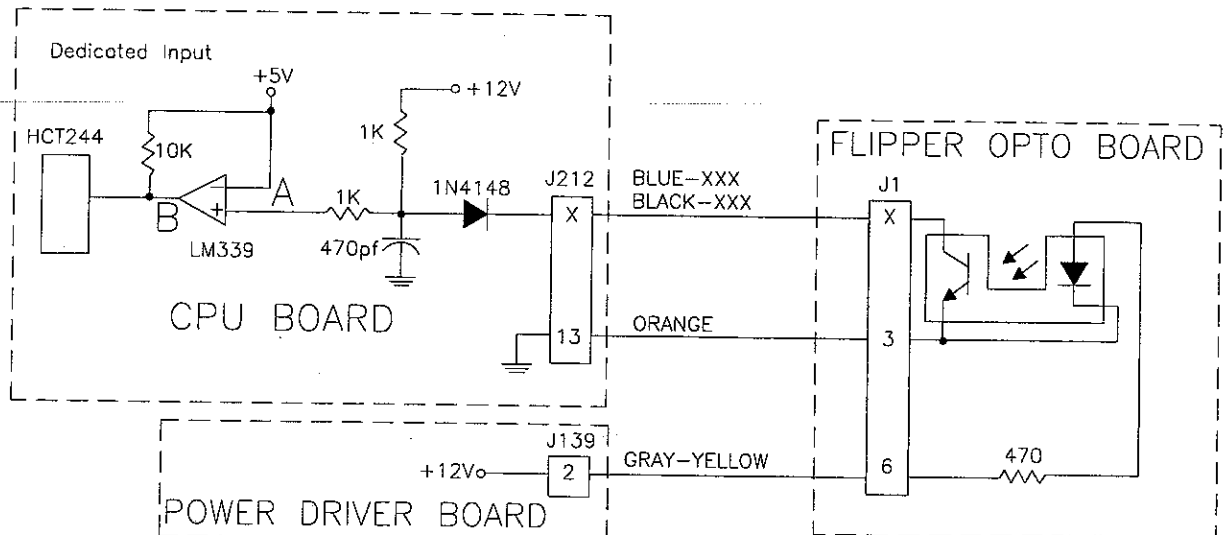 Dedicated Input
+5V
+12V
HCT244
10K
1K
A
B
1K
1N4148
J212
X
LM339
470pf
CPU BOARD
13
BLUE-XXX
BLACK-XXX
ORANGE
FLIPPER OPTO BOARD
J1
X
3
6
470
J139
+12V
2
GRAY-YELLOW
POWER DRIVER BOARD